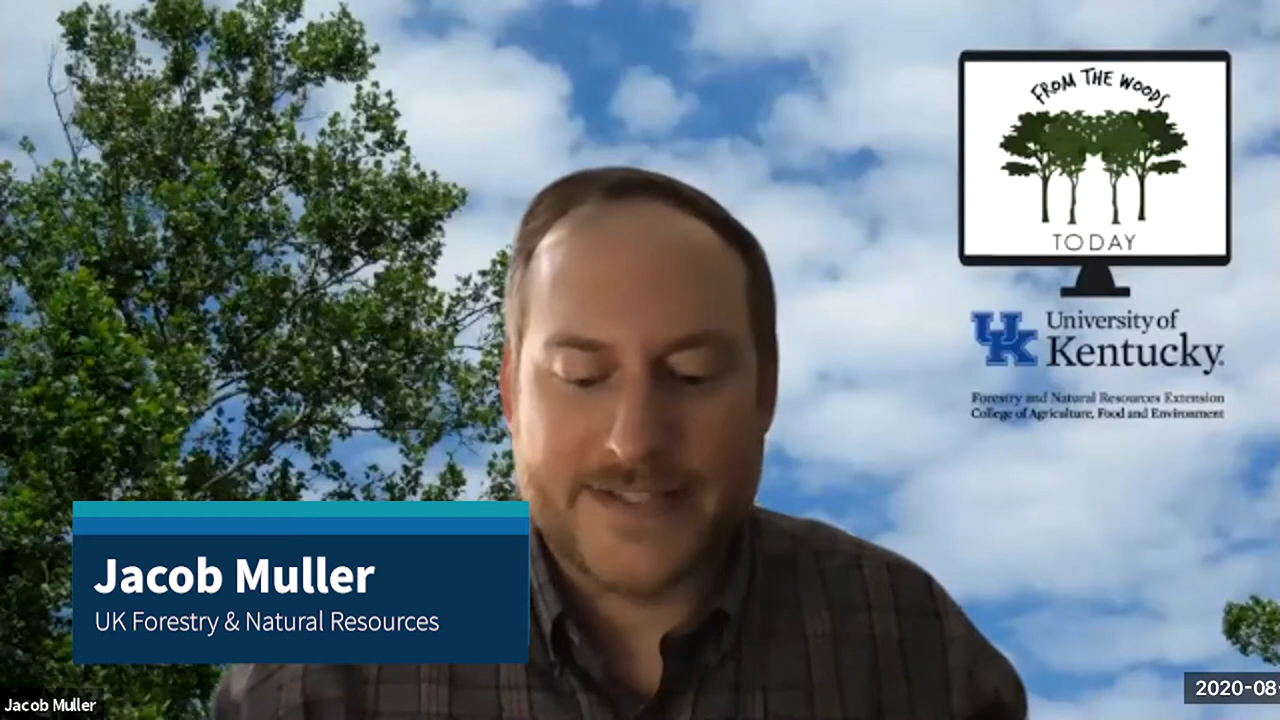 FROM THE WOODS
TODAY
UK
University of
Kentucky.
Forestry and Natural Resources Extension
College of Agriculture, Food and Environment
Jacob Muller
UK Forestry & Natural Resources
Jacob Muller
2020-08-